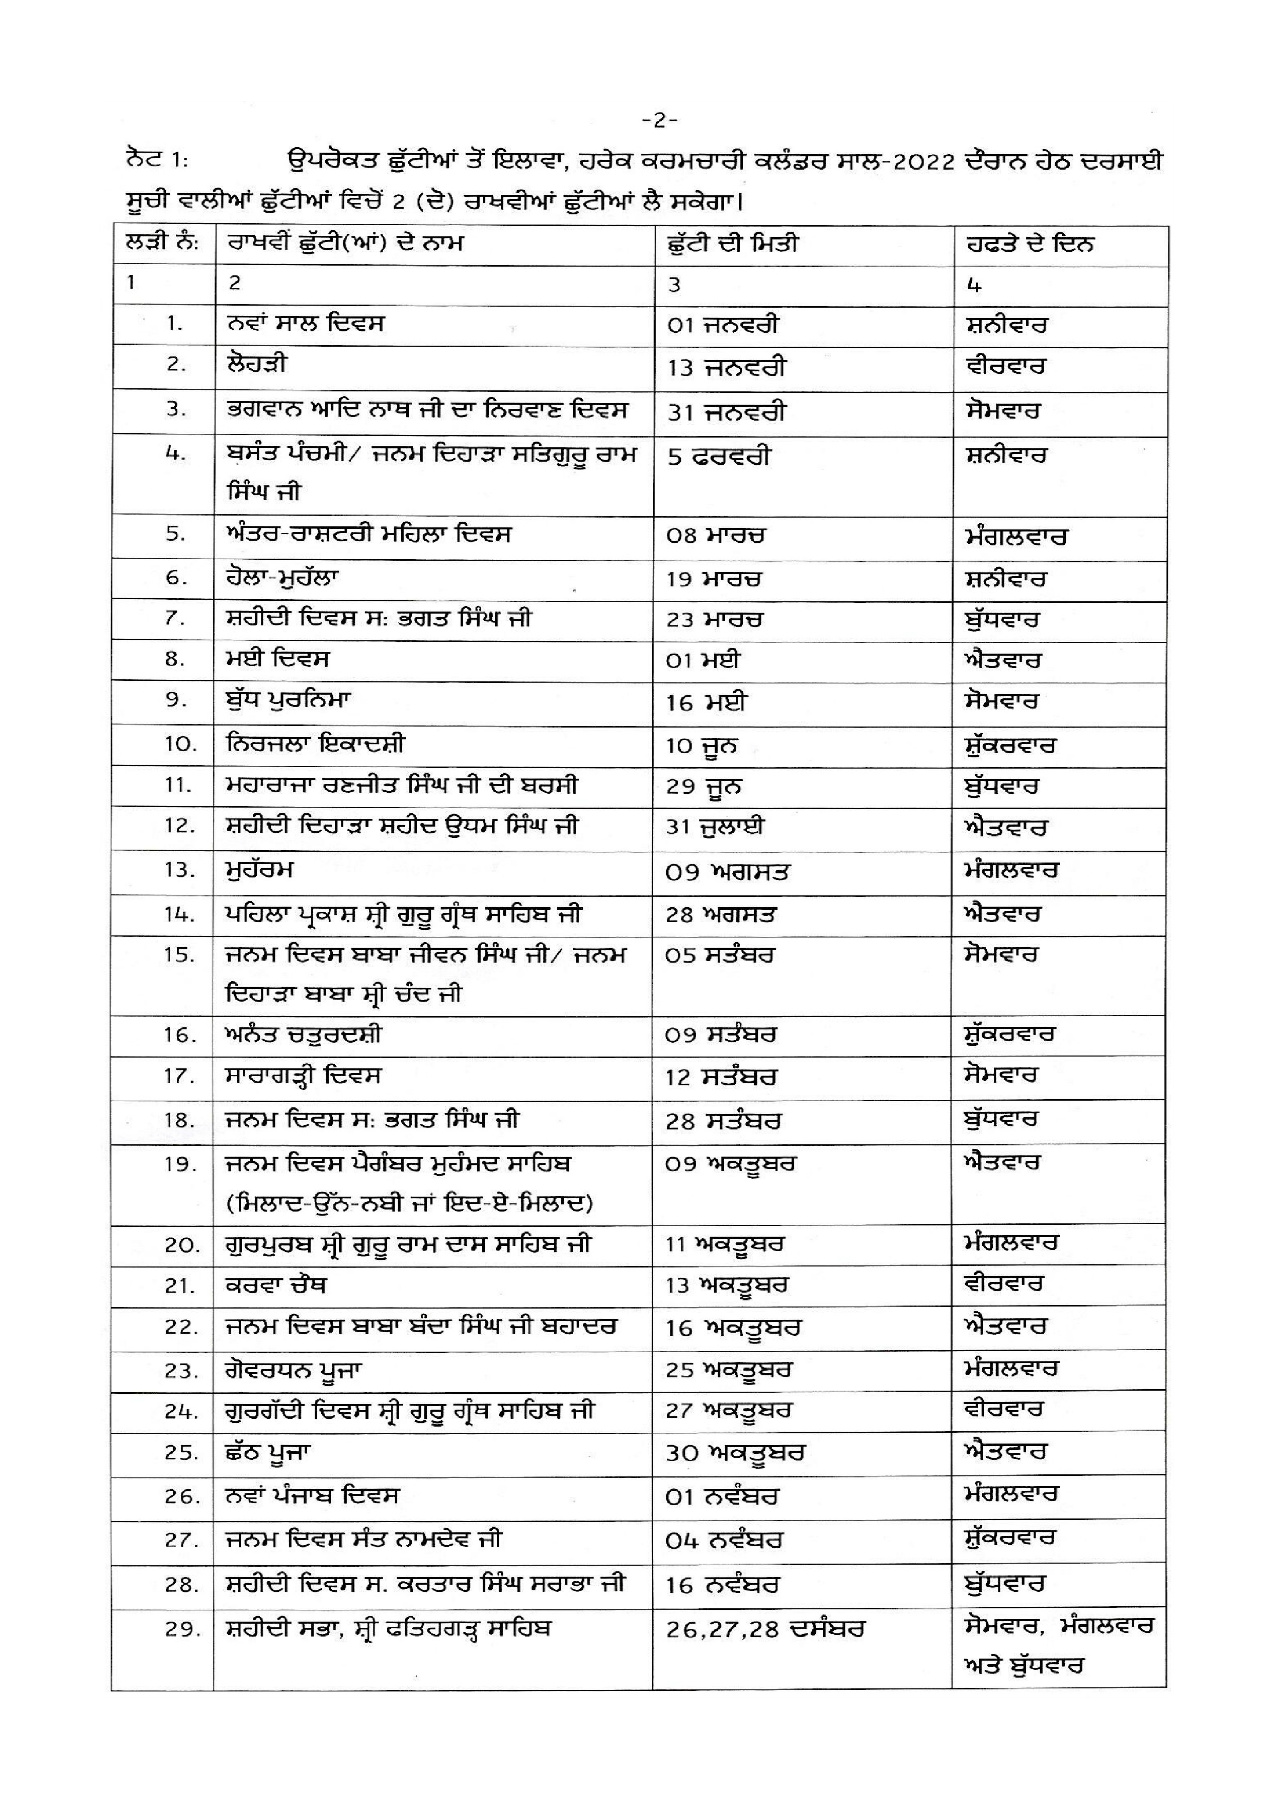 -2-
ਨੋਟ 1: ਉਪਰੋਕਤ ਛੁੱਟੀਆਂ ਤੋਂ ਇਲਾਵਾ, ਹਰੇਕ ਕਰਮਚਾਰੀ ਕਲੰਡਰ ਸਾਲ-2022 ਦੌਰਾਨ ਹੇਠ ਦਰਸਾਈ
ਸੂਚੀ ਵਾਲੀਆਂ ਛੁੱਟੀਆਂ ਵਿਚੋਂ 2 (ਦੋ) ਰਾਖਵੀਆਂ ਛੁੱਟੀਆਂ ਲੈ ਸਕੇਗਾ।
ਲੜੀ ਨੰ: ਰਾਖਵੀਂ ਛੁੱਟੀ(ਆਂ) ਦੇ ਨਾਮ ਛੁੱਟੀ ਦੀ ਮਿਤੀ ਹਫਤੇ ਦੇ ਦਿਨ
1 2 3 4
1. ਨਵਾਂ ਸਾਲ ਦਿਵਸ 01 ਜਨਵਰੀ ਸ਼ਨੀਵਾਰ
2. ਲੋਹੜੀ 13 ਜਨਵਰੀ ਵੀਰਵਾਰ
3. ਭਗਵਾਨ ਆਦਿ ਨਾਥ ਜੀ ਦਾ ਨਿਰਵਾਣ ਦਿਵਸ 31 ਜਨਵਰੀ ਸੋਮਵਾਰ
4. ਬਸੰਤ ਪੰਚਮੀ/ ਜਨਮ ਦਿਹਾੜਾ ਸਤਿਗੁਰੂ ਰਾਮ 5 ਫਰਵਰੀ ਸ਼ਨੀਵਾਰ
ਸਿੰਘ ਜੀ
5. ਅੰਤਰ-ਰਾਸ਼ਟਰੀ ਮਹਿਲਾ ਦਿਵਸ 08 ਮਾਰਚ ਮੰਗਲਵਾਰ
6. ਹੋਲਾ-ਮੁਹੱਲਾ 19 ਮਾਰਚ ਸ਼ਨੀਵਾਰ
7. ਸ਼ਹੀਦੀ ਦਿਵਸ ਸ: ਭਗਤ ਸਿੰਘ ਜੀ 23 ਮਾਰਚ ਬੁੱਧਵਾਰ
8. ਮਈ ਦਿਵਸ 01 ਮਈ ਐਤਵਾਰ
9. ਬੁੱਧ ਪੁਰਨਿਮਾ 16 ਮਈ ਸੋਮਵਾਰ
10. ਨਿਰਜਲਾ ਇਕਾਦਸ਼ੀ 10 ਜੂਨ ਸ਼ੁੱਕਰਵਾਰ
11. ਮਹਾਰਾਜਾ ਰਣਜੀਤ ਸਿੰਘ ਜੀ ਦੀ ਬਰਸੀ 29 ਜੂਨ ਬੁੱਧਵਾਰ
12. ਸ਼ਹੀਦੀ ਦਿਹਾੜਾ ਸ਼ਹੀਦ ਉਧਮ ਸਿੰਘ ਜੀ 31 ਜੁਲਾਈ ਐਤਵਾਰ
13. ਮੁਹੱਰਮ 09 ਅਗਸਤ ਮੰਗਲਵਾਰ
14. ਪਹਿਲਾ ਪ੍ਰਕਾਸ਼ ਸ਼੍ਰੀ ਗੁਰੂ ਗ੍ਰੰਥ ਸਾਹਿਬ ਜੀ 28 ਅਗਸਤ ਐਤਵਾਰ
15. ਜਨਮ ਦਿਵਸ ਬਾਬਾ ਜੀਵਨ ਸਿੰਘ ਜੀ/ ਜਨਮ 05 ਸਤੰਬਰ ਸੋਮਵਾਰ
ਦਿਹਾੜਾ ਬਾਬਾ ਸ਼੍ਰੀ ਚੰਦ ਜੀ
16. ਅਨੰਤ ਚਤੁਰਦਸ਼ੀ 09 ਸਤੰਬਰ ਸ਼ੁੱਕਰਵਾਰ
17. ਸਾਰਾਗੜ੍ਹੀ ਦਿਵਸ 12 ਸਤੰਬਰ ਸੋਮਵਾਰ
18. ਜਨਮ ਦਿਵਸ ਸ: ਭਗਤ ਸਿੰਘ ਜੀ 28 ਸਤੰਬਰ ਬੁੱਧਵਾਰ
19. ਜਨਮ ਦਿਵਸ ਪੈਗੰਬਰ ਮੁਹੰਮਦ ਸਾਹਿਬ 09 ਅਕਤੂਬਰ ਐਤਵਾਰ
(ਮਿਲਾਦ-ਉੱਨ-ਨਬੀ ਜਾਂ ਇਦ-ਏ-ਮਿਲਾਦ)
20. ਗੁਰਪੁਰਬ ਸ਼੍ਰੀ ਗੁਰੂ ਰਾਮ ਦਾਸ ਸਾਹਿਬ ਜੀ 11 ਅਕਤੂਬਰ ਮੰਗਲਵਾਰ
21. ਕਰਵਾ ਚੌਥ 13 ਅਕਤੂਬਰ ਵੀਰਵਾਰ
22. ਜਨਮ ਦਿਵਸ ਬਾਬਾ ਬੰਦਾ ਸਿੰਘ ਜੀ ਬਹਾਦਰ 16 ਅਕਤੂਬਰ ਐਤਵਾਰ
23. ਗੋਵਰਧਨ ਪੂਜਾ 25 ਅਕਤੂਬਰ ਮੰਗਲਵਾਰ
24. ਗੁਰਗੱਦੀ ਦਿਵਸ ਸ਼੍ਰੀ ਗੁਰੂ ਗ੍ਰੰਥ ਸਾਹਿਬ ਜੀ 27 ਅਕਤੂਬਰ ਵੀਰਵਾਰ
25. ਛੱਠ ਪੂਜਾ 30 ਅਕਤੂਬਰ ਐਤਵਾਰ
26. ਨਵਾਂ ਪੰਜਾਬ ਦਿਵਸ 01 ਨਵੰਬਰ ਮੰਗਲਵਾਰ
27. ਜਨਮ ਦਿਵਸ ਸੰਤ ਨਾਮਦੇਵ ਜੀ 04 ਨਵੰਬਰ ਸ਼ੁੱਕਰਵਾਰ
28. ਸ਼ਹੀਦੀ ਦਿਵਸ ਸ. ਕਰਤਾਰ ਸਿੰਘ ਸਰਾਭਾ ਜੀ 16 ਨਵੰਬਰ ਬੁੱਧਵਾਰ
29. ਸ਼ਹੀਦੀ ਸਭਾ, ਸ਼੍ਰੀ ਫਤਿਹਗੜ੍ਹ ਸਾਹਿਬ 26,27,28 ਦਸੰਬਰ ਸੋਮਵਾਰ, ਮੰਗਲਵਾਰ
ਅਤੇ ਬੁੱਧਵਾਰ